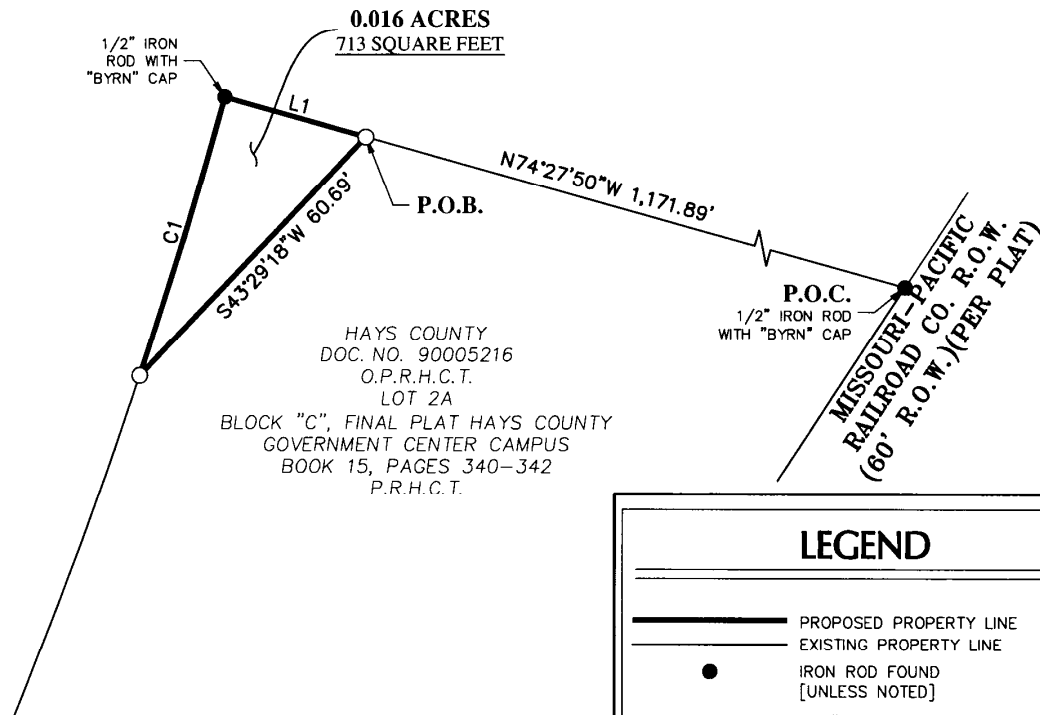 0.016 ACRES
713 SQUARE FEET
1/2" IRON
ROD WITH
"BYRN" CAP
L1
N74°27'50"W 1,171.89'
P.O.B.
C1
S43°29'18"W 60.69'
P.O.C.
1/2" IRON ROD
WITH "BYRN" CAP
MISSOURI-PACIFIC
RAILROAD CO. R.O.W.
(60' R.O.W.)(PER PLAT)
HAYS COUNTY
DOC. NO. 90005216
O.P.R.H.C.T.
LOT 2A
BLOCK "C", FINAL PLAT HAYS COUNTY
GOVERNMENT CENTER CAMPUS
BOOK 15, PAGES 340-342
P.R.H.C.T.
LEGEND
PROPOSED PROPERTY LINE
EXISTING PROPERTY LINE
IRON ROD FOUND
[UNLESS NOTED]